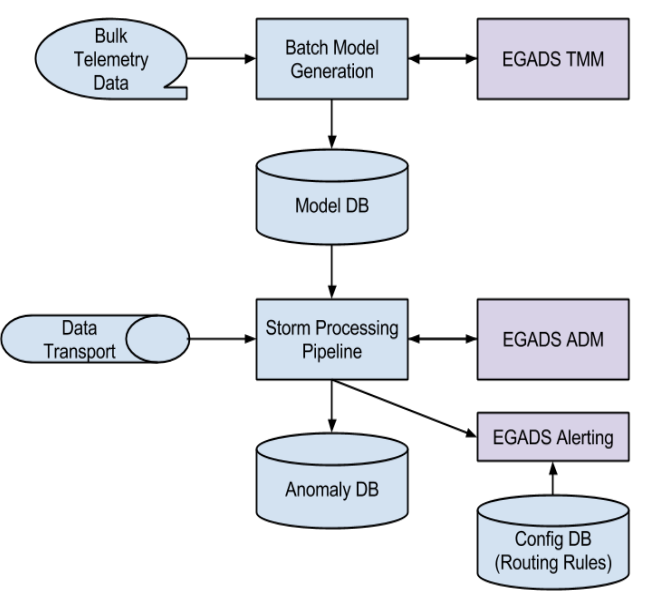 Bulk
Telemetry
Data
Batch Model
Generation
EGADS TMM
Model DB
Data
Transport
Storm Processing
Pipeline
EGADS ADM
EGADS Alerting
Anomaly DB
Config DB
(Routing Rules)